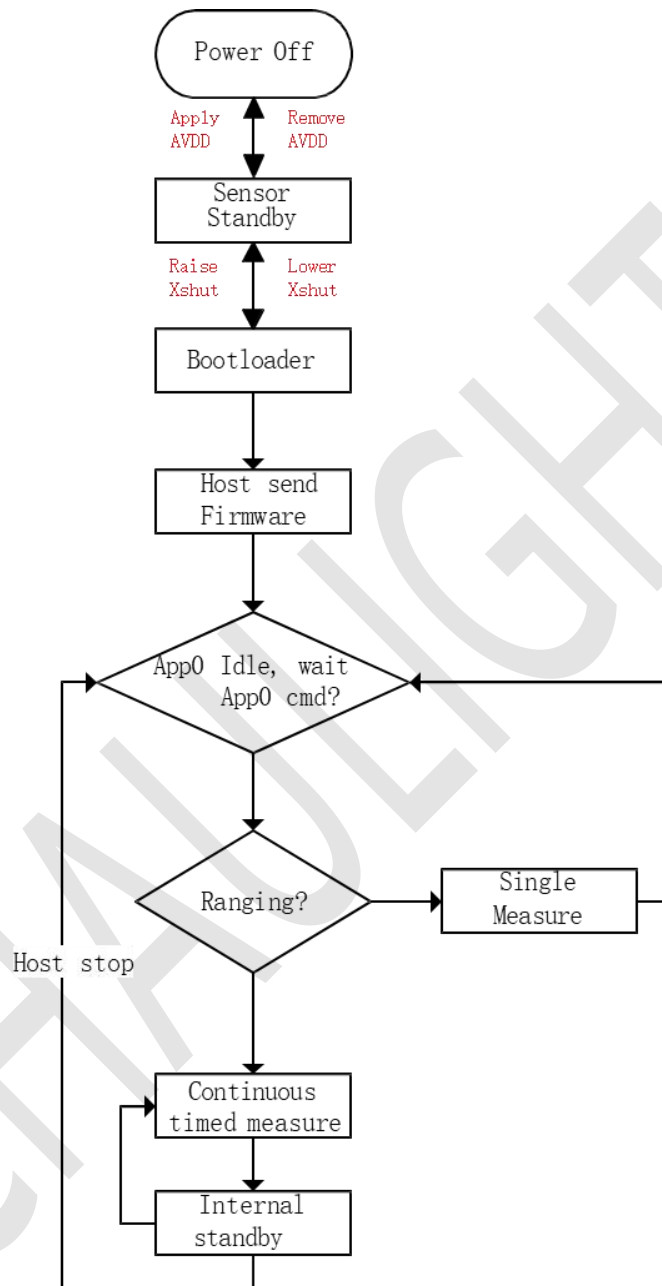 Power Off
Apply Remove
AVDD AVDD
Sensor
Standby
Raise Lower
Xshut Xshut
Bootloader
Host send
Firmware
App0 Idle, wait
App0 cmd?
Ranging?
Single
Measure
Host stop
Continuous
timed measure
Internal
standby